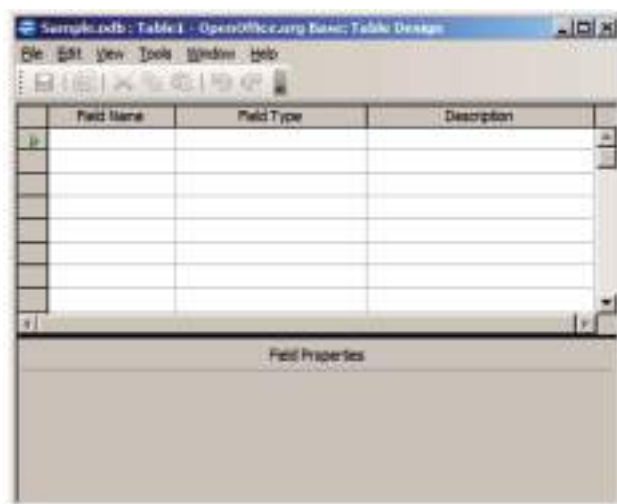 Sample.odb : Table1 - OpenOffice.org Base: Table Design
File Edit View Tools Window Help
Field Name Field Type Description
Field Properties